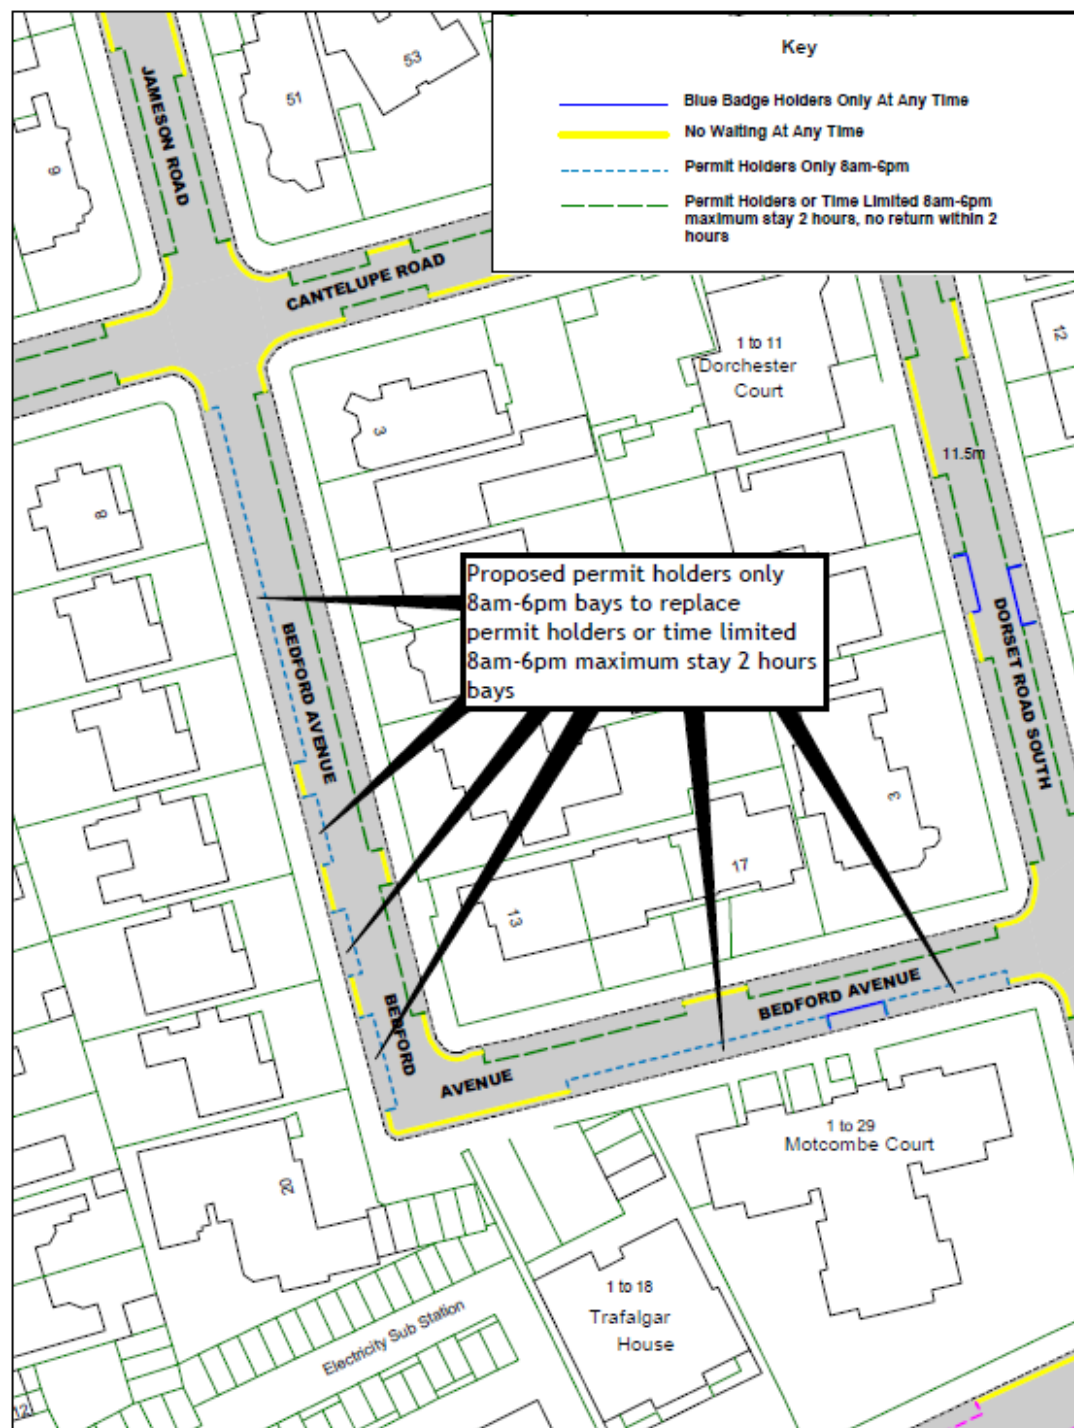 Key
Blue Badge Holders Only At Any Time
No Waiting At Any Time
Permit Holders Only 8am-6pm
Permit Holders or Time Limited 8am-6pm
maximum stay 2 hours, no return within 2
hours
53
51
9
JAMESON ROAD
CANTELUPE ROAD
1 to 11
Dorchester
Court
12
3
11.5m
8
Proposed permit holders only
8am-6pm bays to replace
permit holders or time limited
8am-6pm maximum stay 2 hours
bays
BEDFORD AVENUE
DORSET ROAD SOUTH
3
17
13
BEDFORD AVENUE
BEDFORD
AVENUE
1 to 29
Motcombe Court
20
1 to 18
Trafalgar
House
Electricity Sub Station
12